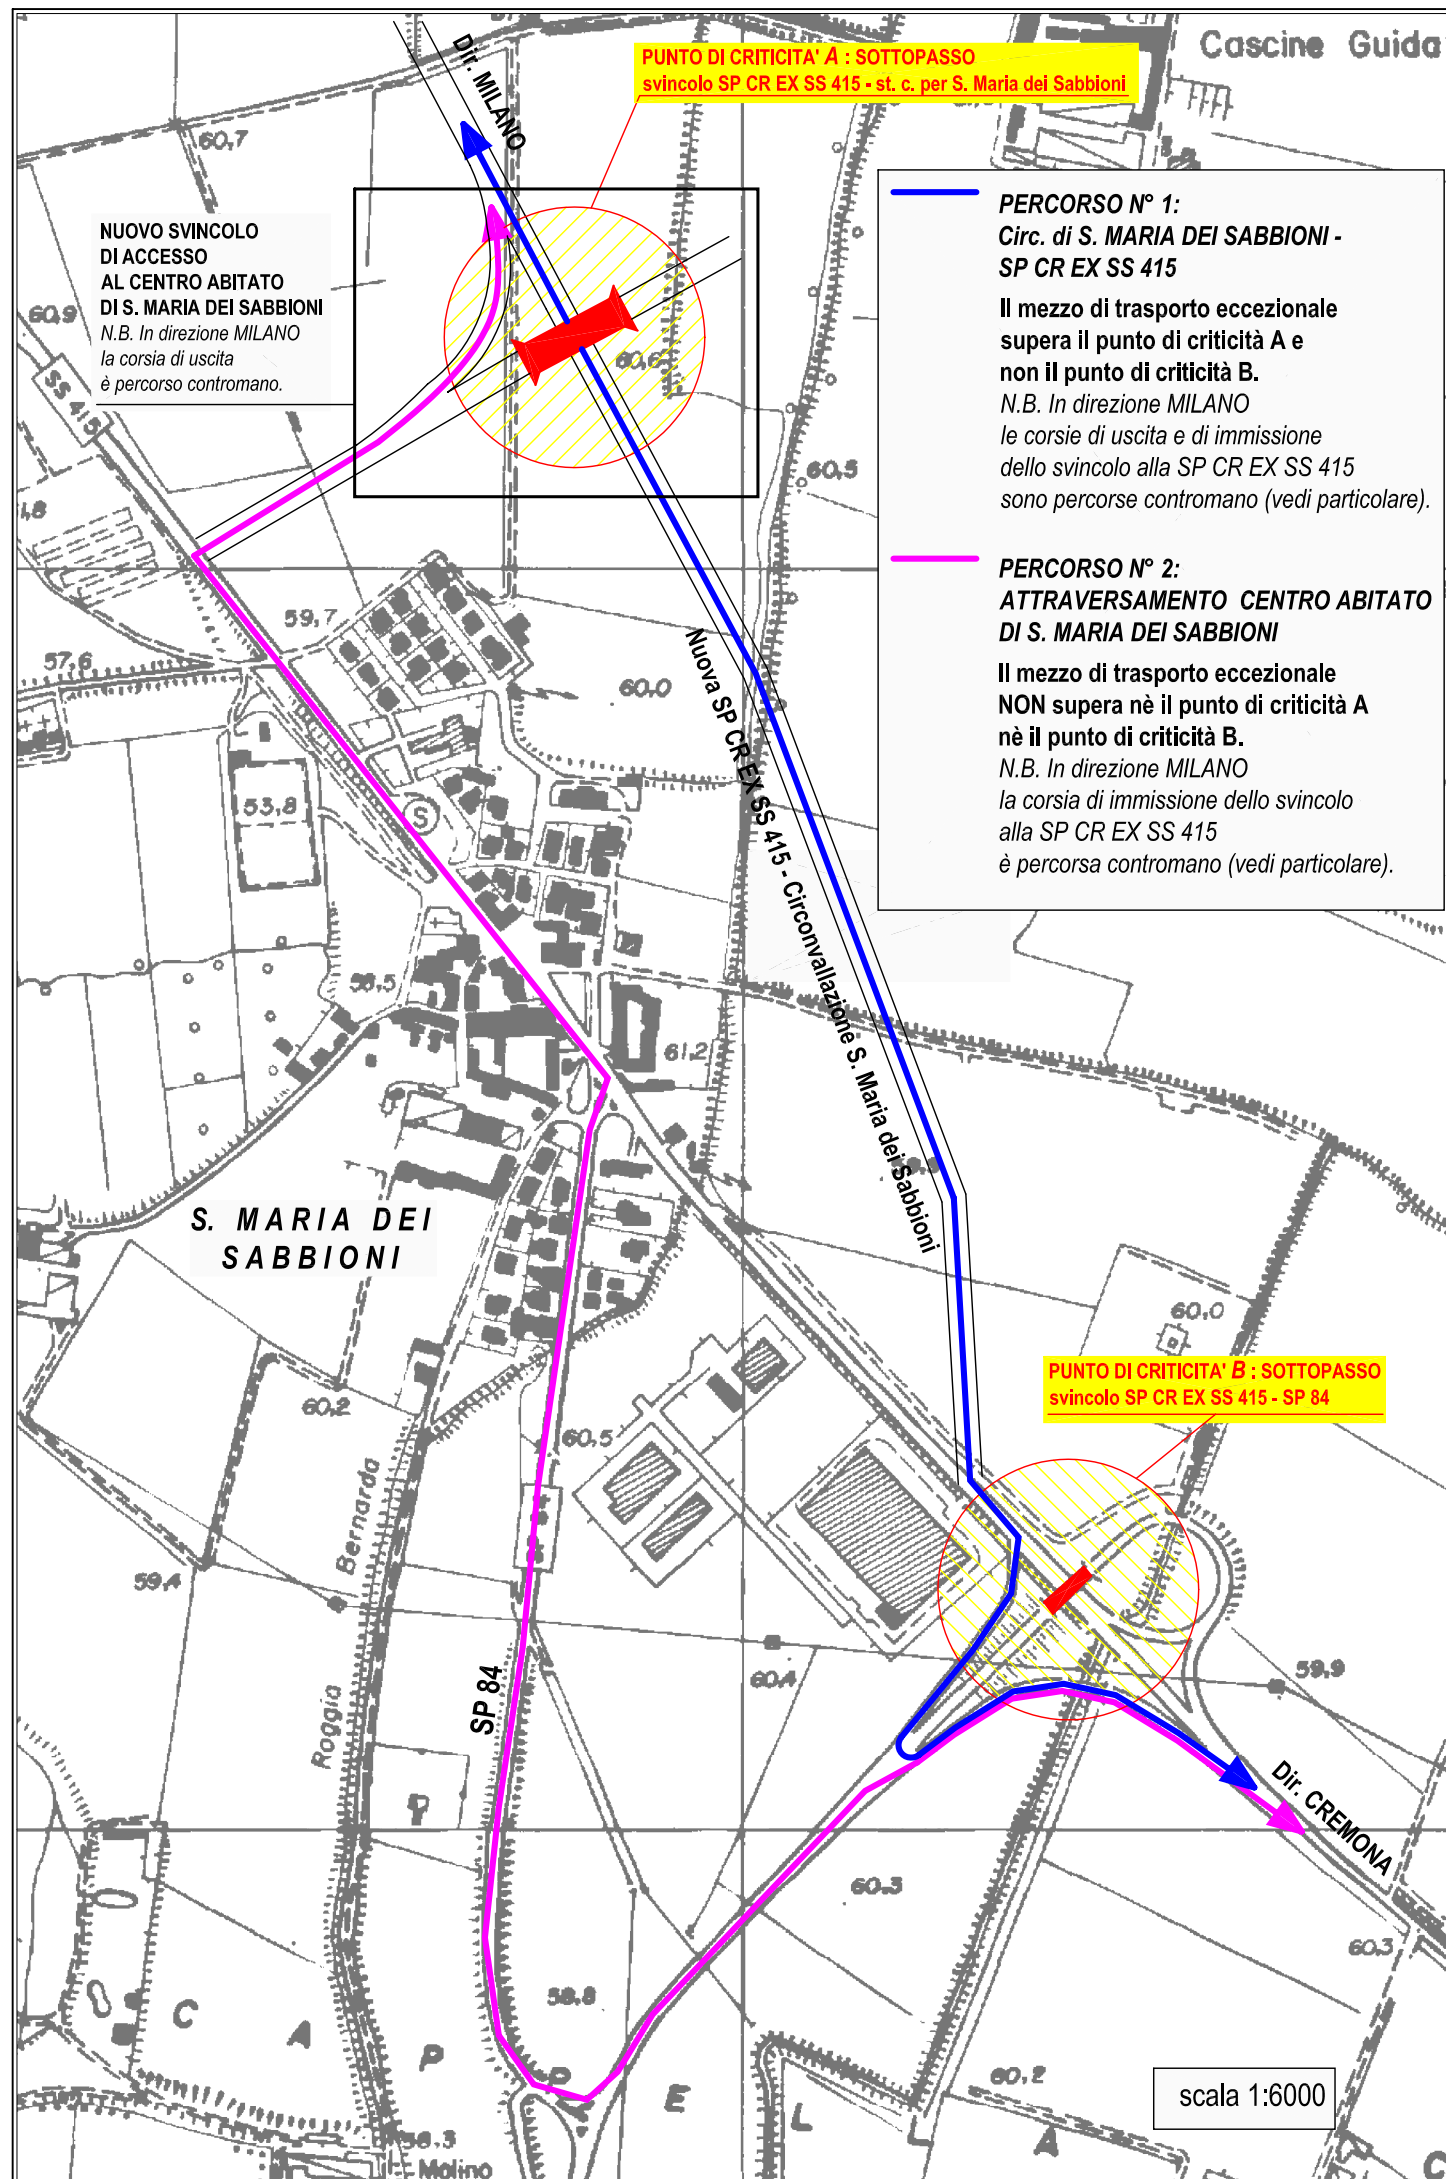 Cascine Guida
Dir. MILANO
PUNTO DI CRITICITA' A : SOTTOPASSO
svincolo SP CR EX SS 415 - st. c. per S. Maria dei Sabbioni
60,7
NUOVO SVINCOLO
DI ACCESSO
AL CENTRO ABITATO
DI S. MARIA DEI SABBIONI
N.B. In direzione MILANO
la corsia di uscita
è percorso contromano.
PERCORSO N° 1:
Circ. di S. MARIA DEI SABBIONI -
SP CR EX SS 415
Il mezzo di trasporto eccezionale
supera il punto di criticità A e
non il punto di criticità B.
N.B. In direzione MILANO
le corsie di uscita e di immissione
dello svincolo alla SP CR EX SS 415
sono percorse contromano (vedi particolare).
PERCORSO N° 2:
ATTRAVERSAMENTO CENTRO ABITATO
DI S. MARIA DEI SABBIONI
Il mezzo di trasporto eccezionale
NON supera nè il punto di criticità A
nè il punto di criticità B.
N.B. In direzione MILANO
la corsia di immissione dello svincolo
alla SP CR EX SS 415
è percorsa contromano (vedi particolare).
60,9
60,6
SS 415
60,5
59,7
57,6
60,0
Nuova SP CR EX SS 415 - Circonvallazione S. Maria dei Sabbioni
53,8
S
58,5
61,2
S. MARIA DEI
SABBIONI
60,0
PUNTO DI CRITICITA' B : SOTTOPASSO
svincolo SP CR EX SS 415 - SP 84
60,2
60,5
Roggia Bernarda
59,4
SP 84
60,4
59,9
Dir. CREMONA
60,3
60,3
58,8
C A P P E L A
60,2
scala 1:6000
58,3
Molino